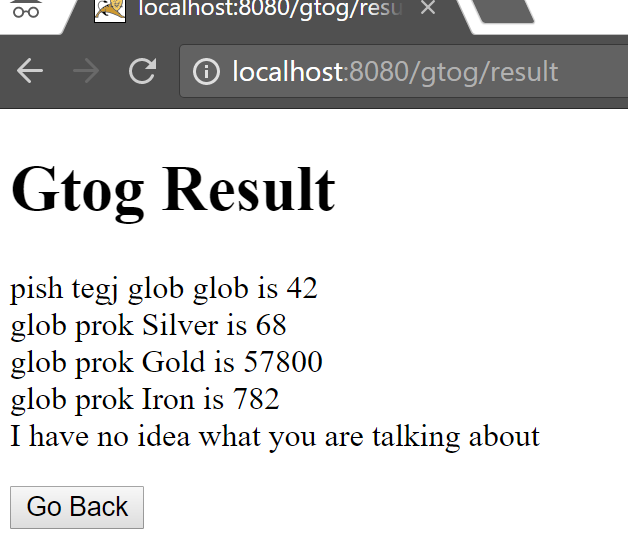 localhost:8080/gtog/resu
localhost:8080/gtog/result
Gtog Result
pish tegj glob glob is 42
glob prok Silver is 68
glob prok Gold is 57800
glob prok Iron is 782
I have no idea what you are talking about
Go Back